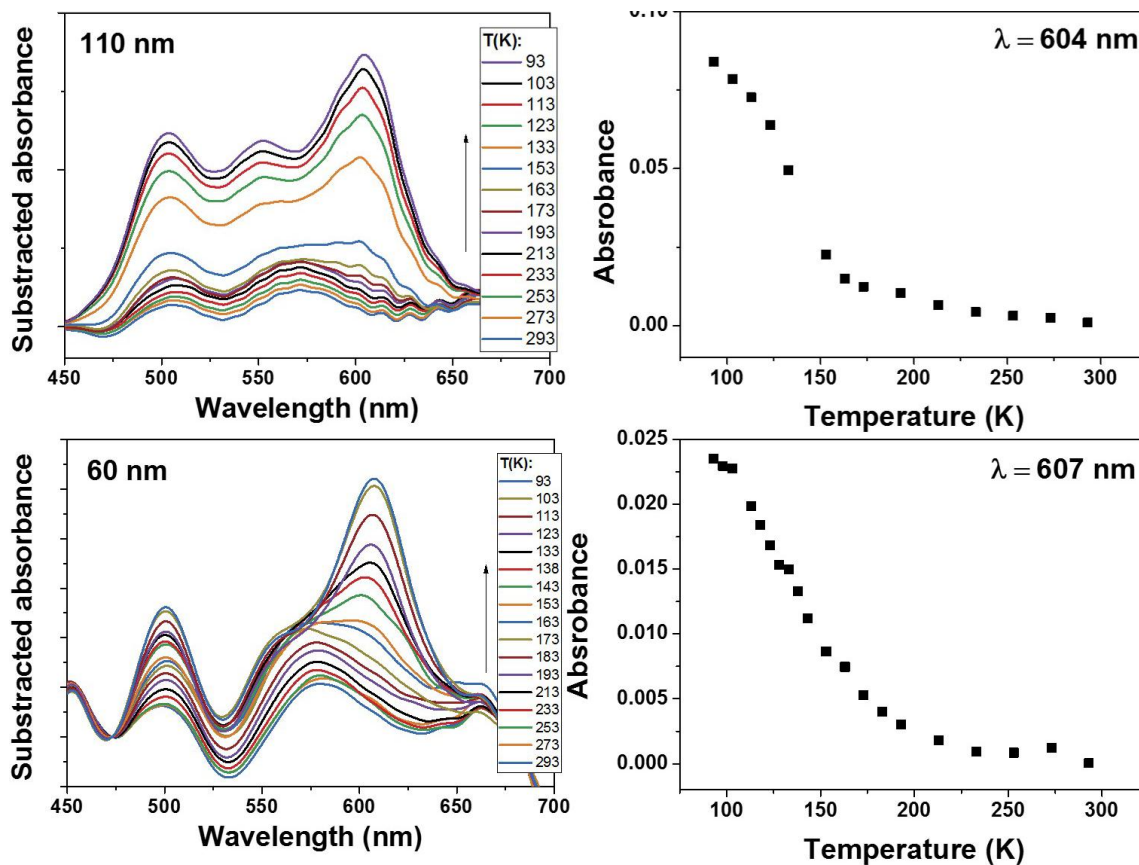 110 nm
T(K):
93
103
113
123
133
153
163
173
193
213
233
253
273
293
Substracted absorbance
450 500 550 600 650 700
Wavelength (nm)
λ = 604 nm
0.10
0.05
0.00
Absrobance
100 150 200 250 300
Temperature (K)
60 nm
T(K):
93
103
113
123
133
138
143
153
163
173
183
193
213
233
253
273
293
Substracted absorbance
450 500 550 600 650 700
Wavelength (nm)
λ = 607 nm
0.025
0.020
0.015
0.010
0.005
0.000
Absrobance
100 150 200 250 300
Temperature (K)